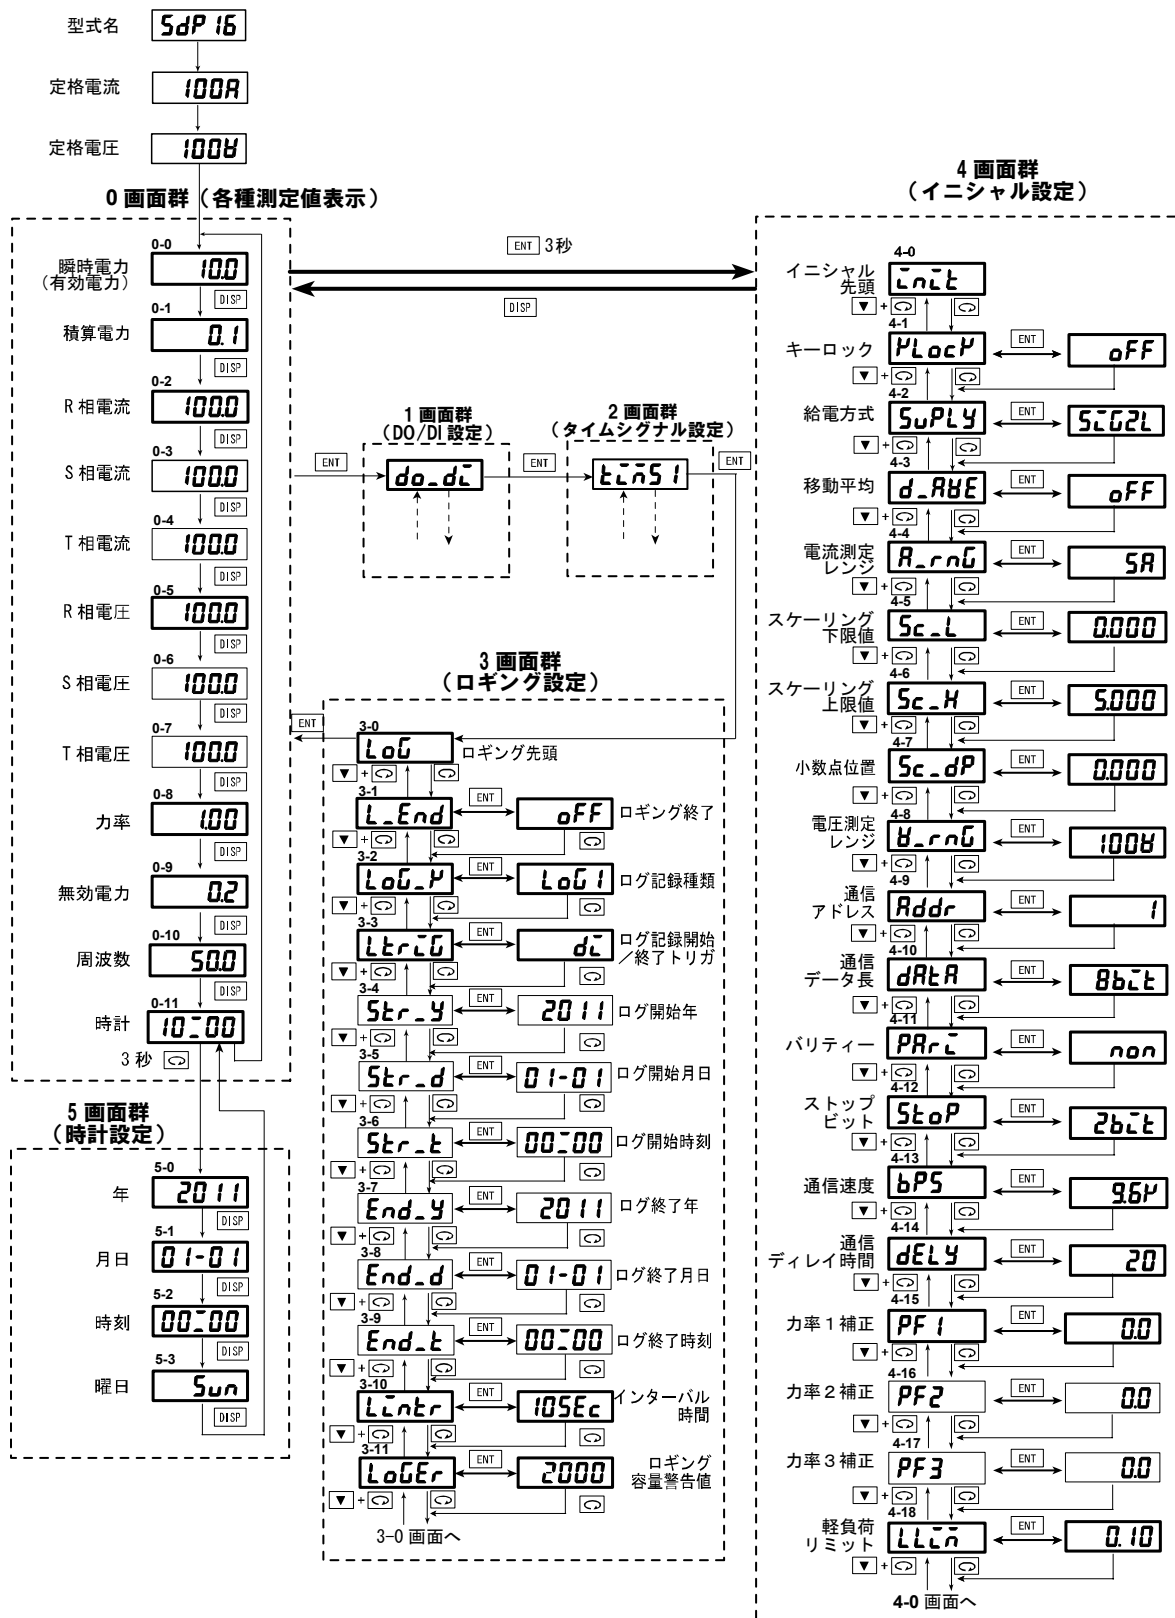 型式名 SdP 16
定格電流 100A
定格電圧 100V
0 画面群（各種測定値表示）
0-0
瞬時電力
(有効電力)
10.0
DISP
0-1
積算電力
0.1
DISP
0-2
R 相電流
100.0
DISP
0-3
S 相電流
100.0
DISP
0-4
T 相電流
100.0
DISP
0-5
R 相電圧
100.0
DISP
0-6
S 相電圧
100.0
DISP
0-7
T 相電圧
100.0
DISP
0-8
力率
1.00
DISP
0-9
無効電力
0.2
DISP
0-10
周波数
50.0
DISP
0-11
時計
10-00
3 秒
5 画面群
（時計設定）
5-0
年
2011
DISP
5-1
月日
01-01
DISP
5-2
時刻
00-00
DISP
5-3
曜日
Sun
DISP
ENT 3 秒
DISP
1 画面群
（DO/DI 設定）
ENT
do_di
ENT
2 画面群
（タイムシグナル設定）
timS1
ENT
3 画面群
（ロギング設定）
ENT
3-0
LoG
ロギング先頭
▼ +
3-1
L_End
ENT
oFF
ロギング終了
▼ +
3-2
LoG_K
ENT
LoG1
ログ記録種類
▼ +
3-3
LtriG
ENT
di
ログ記録開始
／終了トリガ
▼ +
3-4
Str_y
ENT
2011
ログ開始年
▼ +
3-5
Str_d
ENT
01-01
ログ開始月日
▼ +
3-6
Str_t
ENT
00-00
ログ開始時刻
▼ +
3-7
End_y
ENT
2011
ログ終了年
▼ +
3-8
End_d
ENT
01-01
ログ終了月日
▼ +
3-9
End_t
ENT
00-00
ログ終了時刻
▼ +
3-10
Lintr
ENT
10SEc
インターバル
時間
▼ +
3-11
LoGEr
ENT
2000
ロギング
容量警告値
▼ +
3-0 画面へ
4 画面群
（イニシャル設定）
4-0
イニシャル
先頭
init
▼ +
4-1
キーロック
KLocK
ENT
oFF
▼ +
4-2
給電方式
SuPLy
ENT
SiG2L
▼ +
4-3
移動平均
d_AVE
ENT
oFF
▼ +
4-4
電流測定
レンジ
A_rnG
ENT
5A
▼ +
4-5
スケーリング
下限値
Sc_L
ENT
0.000
▼ +
4-6
スケーリング
上限値
Sc_H
ENT
5.000
▼ +
4-7
小数点位置
Sc_dP
ENT
0.000
▼ +
4-8
電圧測定
レンジ
V_rnG
ENT
100V
▼ +
4-9
通信
アドレス
Addr
ENT
1
▼ +
4-10
通信
データ長
dAtA
ENT
8bit
▼ +
4-11
パリティー
PAri
ENT
non
▼ +
4-12
ストップ
ビット
StoP
ENT
2bit
▼ +
4-13
通信速度
bPS
ENT
9.6K
▼ +
4-14
通信
ディレイ時間
dELy
ENT
20
▼ +
4-15
力率１補正
PF1
ENT
0.0
▼ +
4-16
力率２補正
PF2
ENT
0.0
▼ +
4-17
力率３補正
PF3
ENT
0.0
▼ +
4-18
軽負荷
リミット
LLim
ENT
0.10
▼ +
4-0 画面へ